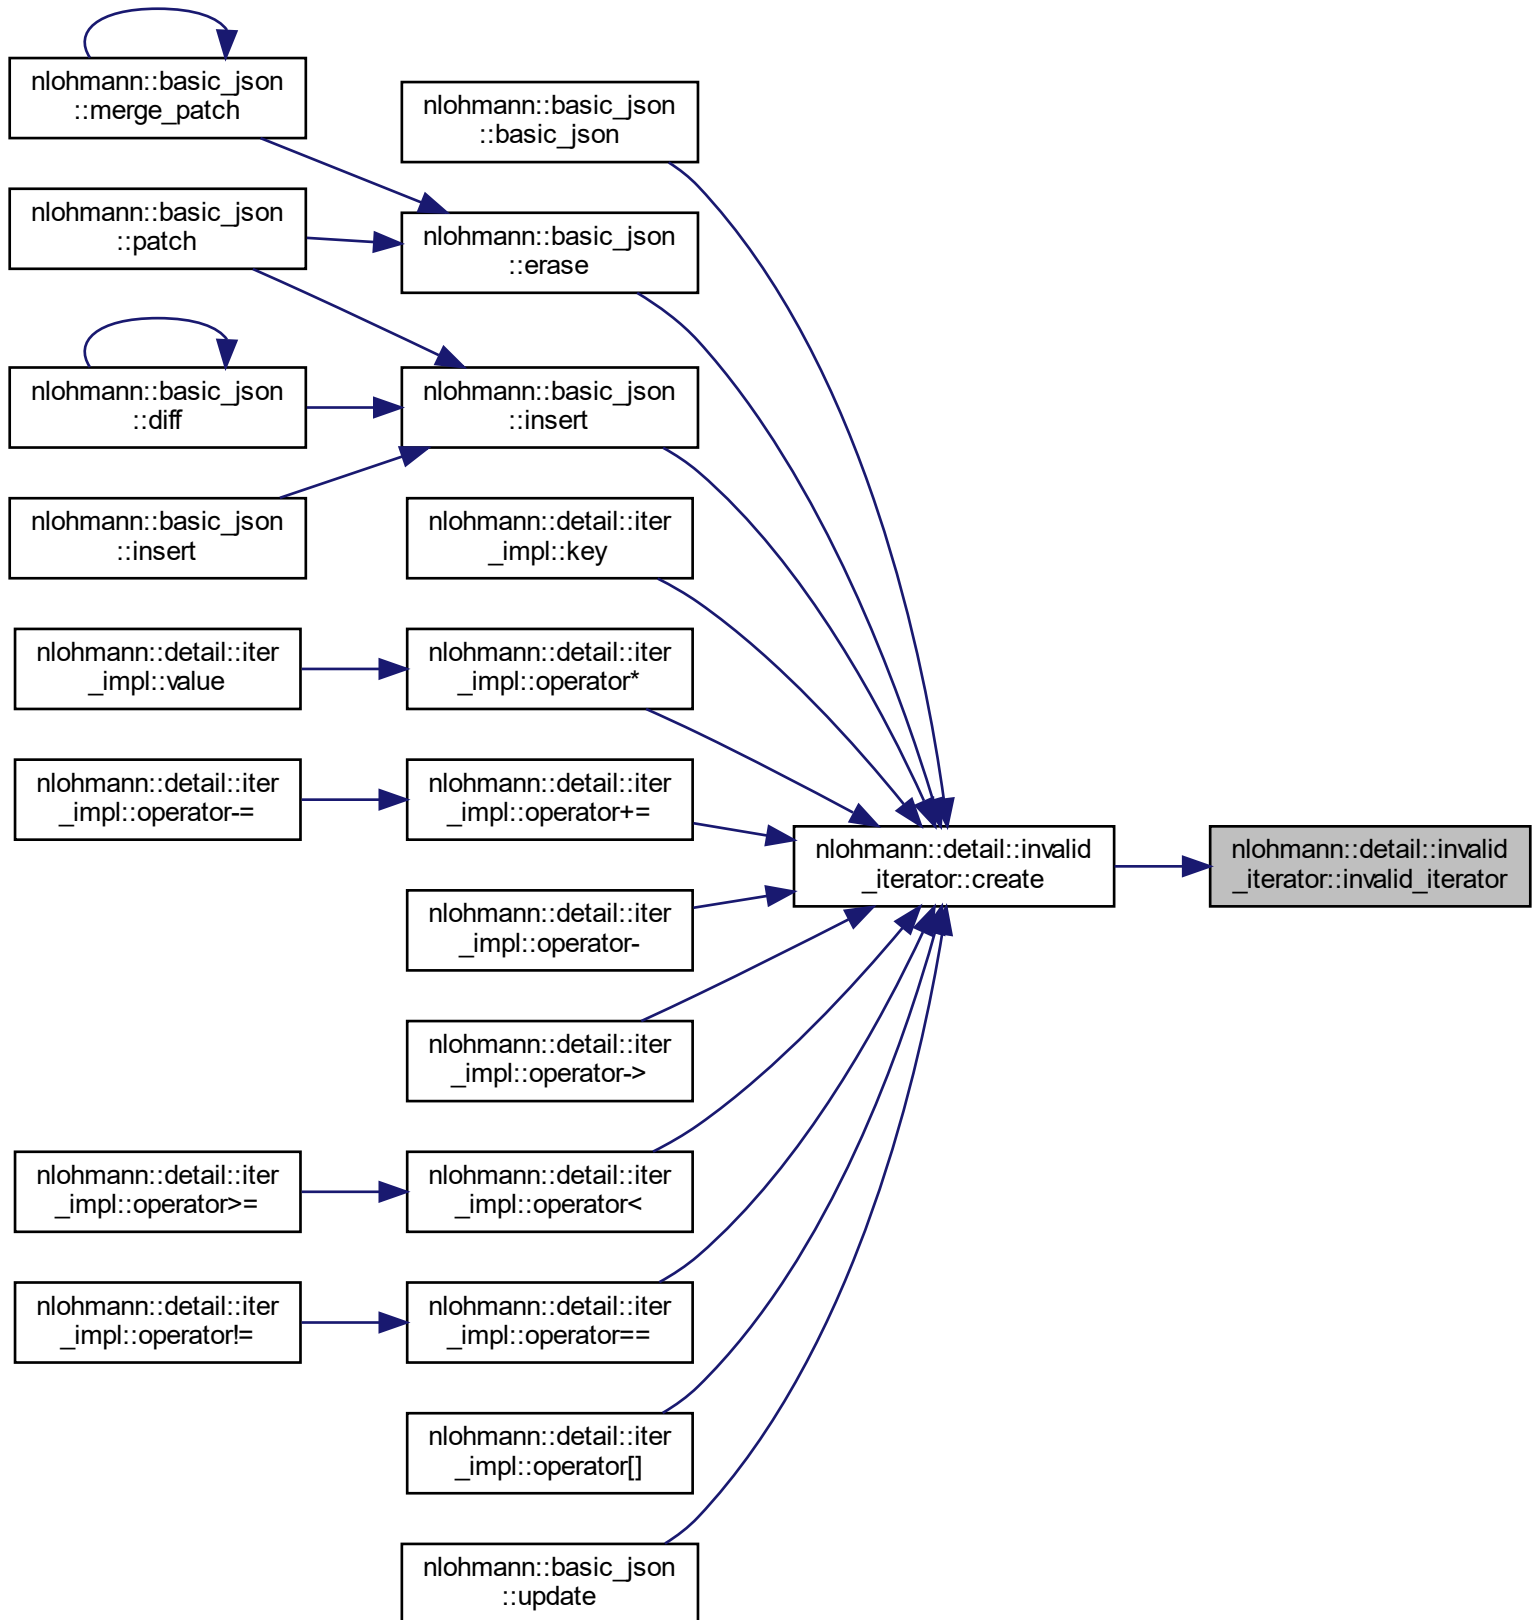 nlohmann::basic_json
::merge_patch
nlohmann::basic_json
::patch
nlohmann::basic_json
::diff
nlohmann::basic_json
::insert
nlohmann::detail::iter
_impl::value
nlohmann::detail::iter
_impl::operator-=
nlohmann::detail::iter
_impl::operator>=
nlohmann::detail::iter
_impl::operator!=
nlohmann::basic_json
::basic_json
nlohmann::basic_json
::erase
nlohmann::basic_json
::insert
nlohmann::detail::iter
_impl::key
nlohmann::detail::iter
_impl::operator*
nlohmann::detail::iter
_impl::operator+=
nlohmann::detail::iter
_impl::operator-
nlohmann::detail::iter
_impl::operator->
nlohmann::detail::iter
_impl::operator<
nlohmann::detail::iter
_impl::operator==
nlohmann::detail::iter
_impl::operator[]
nlohmann::basic_json
::update
nlohmann::detail::invalid
_iterator::create
nlohmann::detail::invalid
_iterator::invalid_iterator